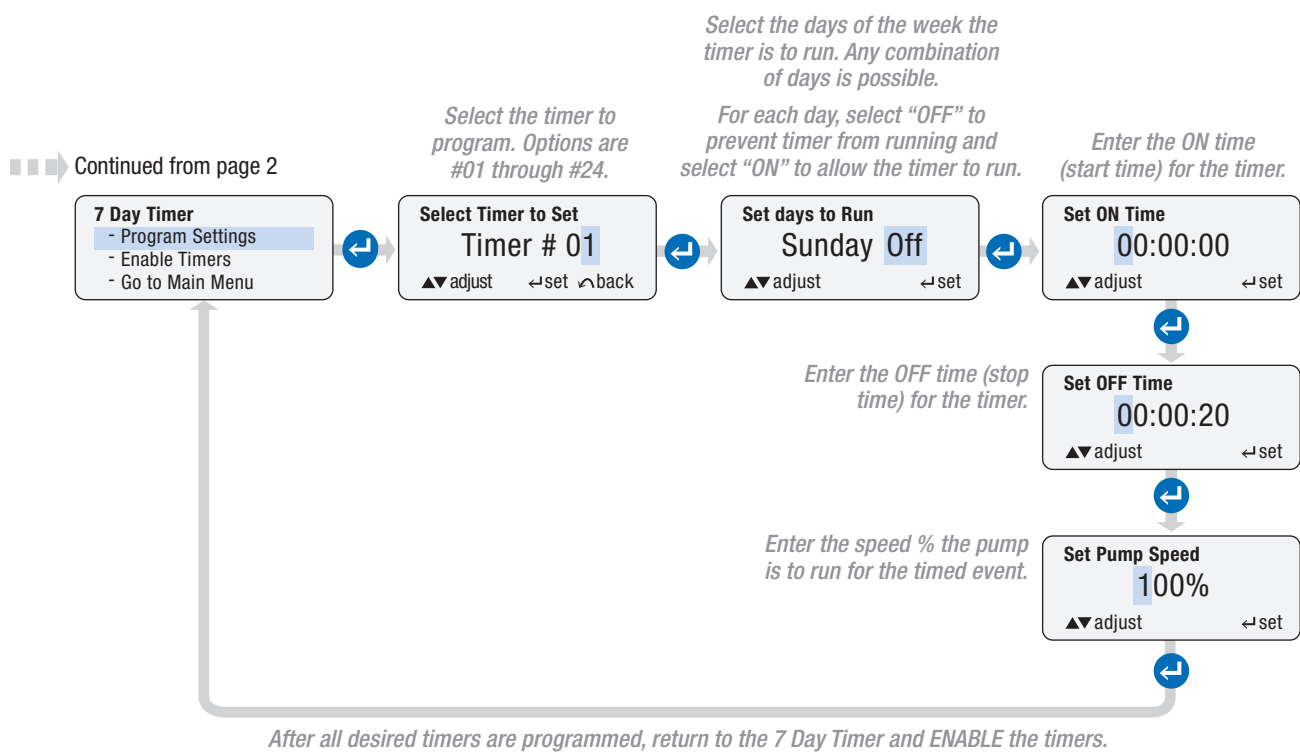 Select the days of the week the
timer is to run. Any combination
of days is possible.
Select the timer to
program. Options are
#01 through #24.
For each day, select “OFF” to
prevent timer from running and
select “ON” to allow the timer to run.
Enter the ON time
(start time) for the timer.
Continued from page 2
7 Day Timer
- Program Settings
- Enable Timers
- Go to Main Menu
Select Timer to Set
Timer # 01
▲▼ adjust ↵ set ↶ back
Set days to Run
Sunday Off
▲▼ adjust ↵ set
Set ON Time
00:00:00
▲▼ adjust ↵ set
Enter the OFF time (stop
time) for the timer.
Set OFF Time
00:00:20
▲▼ adjust ↵ set
Enter the speed % the pump
is to run for the timed event.
Set Pump Speed
100%
▲▼ adjust ↵ set
After all desired timers are programmed, return to the 7 Day Timer and ENABLE the timers.